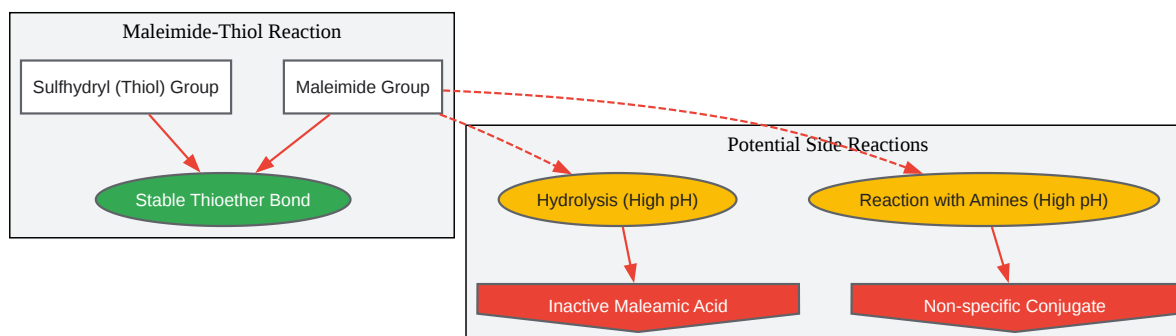 Maleimide-Thiol Reaction
Sulfhydryl (Thiol) Group
Maleimide Group
Stable Thioether Bond
Potential Side Reactions
Hydrolysis (High pH)
Reaction with Amines (High pH)
Inactive Maleamic Acid
Non-specific Conjugate